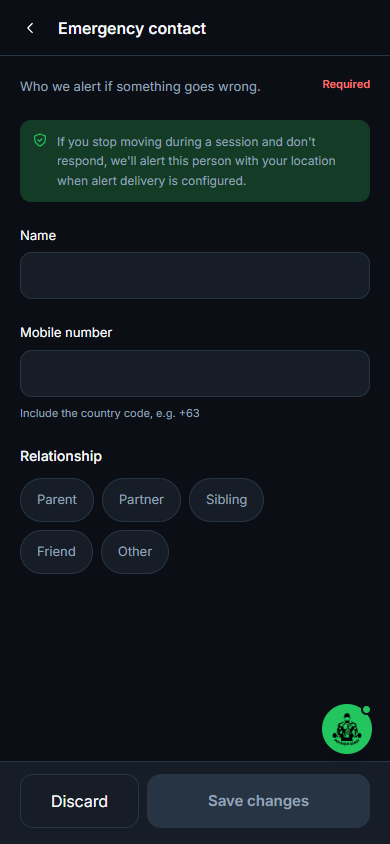 Emergency contact
Who we alert if something goes wrong.
Required
If you stop moving during a session and don't
respond, we'll alert this person with your location
when alert delivery is configured.
Name
Mobile number
Include the country code, e.g. +63
Relationship
Parent
Partner
Sibling
Friend
Other
Discard
Save changes